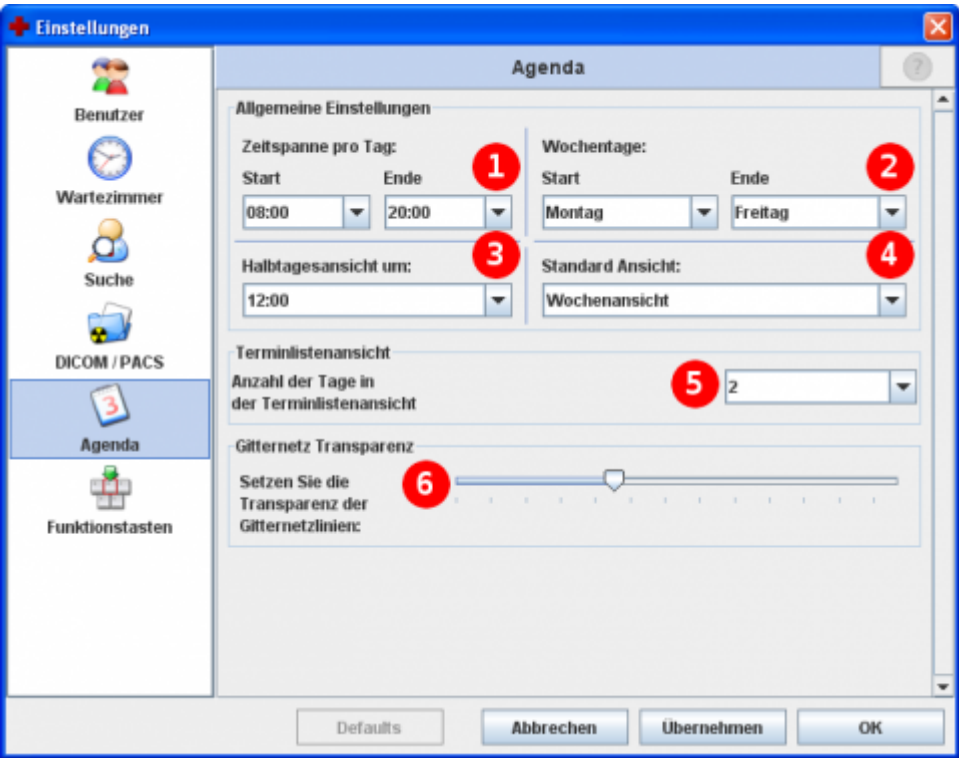 Einstellungen
Benutzer
Wartezimmer
Suche
DICOM / PACS
3
Agenda
Funktionstasten
Agenda
?
Allgemeine Einstellungen
Zeitspanne pro Tag:
1
Start Ende
08:00 20:00
Wochentage:
2
Start Ende
Montag Freitag
Halbtagesansicht um:
3
12:00
Standard Ansicht:
4
Wochenansicht
Terminlistenansicht
Anzahl der Tage in
der Terminlistenansicht
5
2
Gitternetz Transparenz
Setzen Sie die
Transparenz der
Gitternetzlinien:
6
Defaults Abbrechen Übernehmen OK